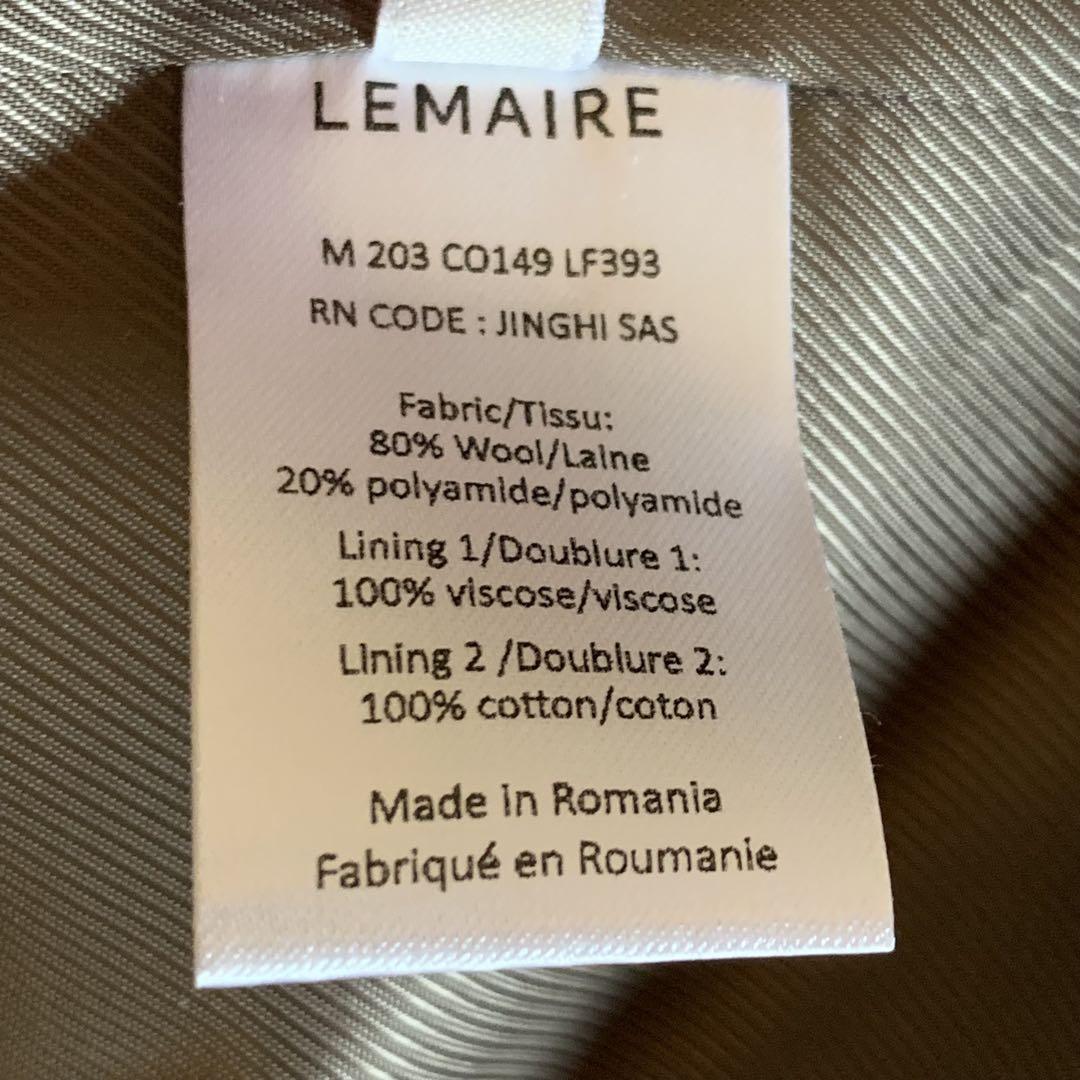 LEMAIRE
M 203 CO149 LF393
RN CODE : JINGHI SAS
Fabric/Tissu:
80% Wool/Laine
20% polyamide/polyamide
Lining 1/Doublure 1:
100% viscose/viscose
Lining 2 /Doublure 2:
100% cotton/coton
Made in Romania
Fabriqué en Roumanie